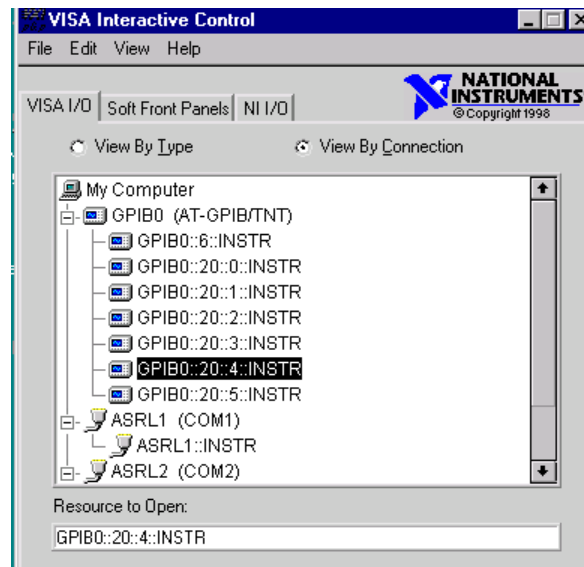 VISA Interactive Control
File Edit View Help
NATIONAL
INSTRUMENTS
© Copyright 1998
VISA I/O Soft Front Panels NI I/O
View By Type View By Connection
My Computer
GPIB0 (AT-GPIB/TNT)
GPIB0::6::INSTR
GPIB0::20::0::INSTR
GPIB0::20::1::INSTR
GPIB0::20::2::INSTR
GPIB0::20::3::INSTR
GPIB0::20::4::INSTR
GPIB0::20::5::INSTR
ASRL1 (COM1)
ASRL1::INSTR
ASRL2 (COM2)
Resource to Open:
GPIB0::20::4::INSTR